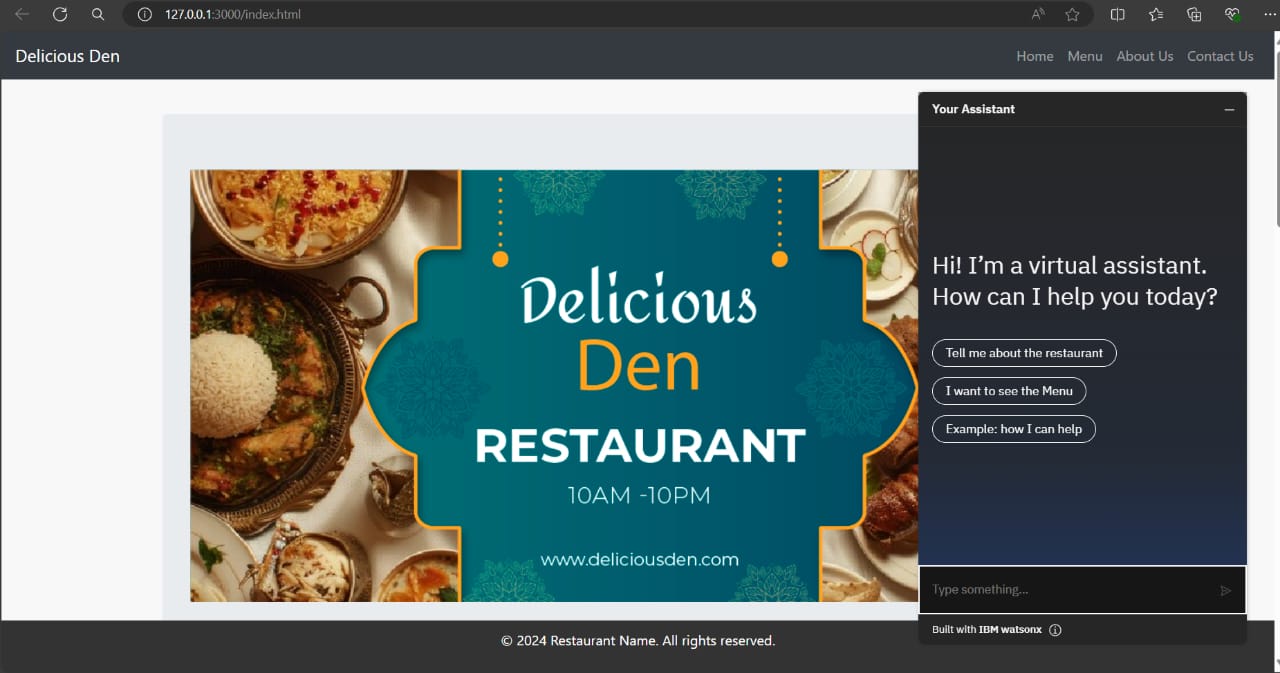 127.0.0.1:3000/index.html
Delicious Den
Home Menu About Us Contact Us
Delicious
Den
RESTAURANT
10AM -10PM
www.deliciousden.com
Your Assistant
Hi! I’m a virtual assistant.
How can I help you today?
Tell me about the restaurant
I want to see the Menu
Example: how I can help
Type something...
Built with IBM watsonx
© 2024 Restaurant Name. All rights reserved.